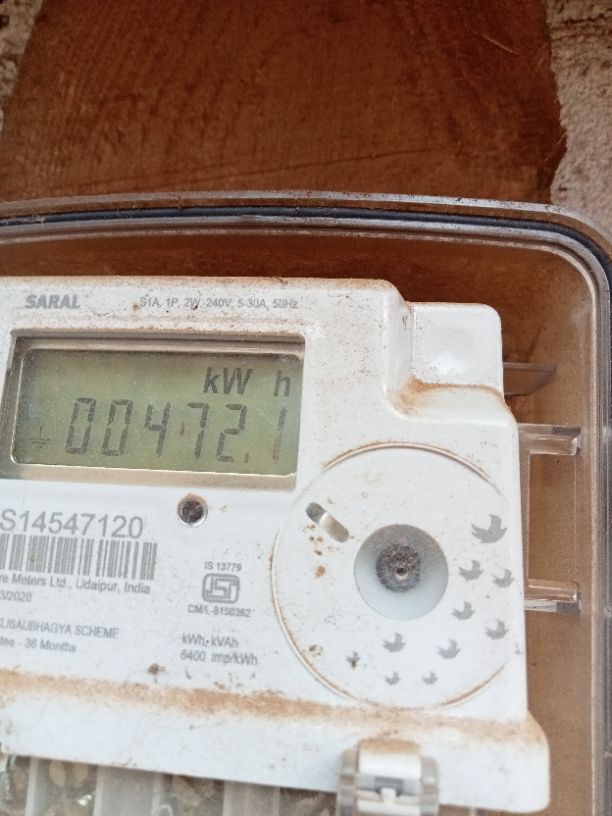 SARAL
S1A, 1P, 2W, 240V, 5-30A, 50Hz
kW h
00472.1
S14547120
re Meters Ltd., Udaipur, India
3/2020
IS 13779
CM/L-8150362
/SAUBHAGYA SCHEME
tee - 36 Months
kWh, kVAh
6400 imp/kWh